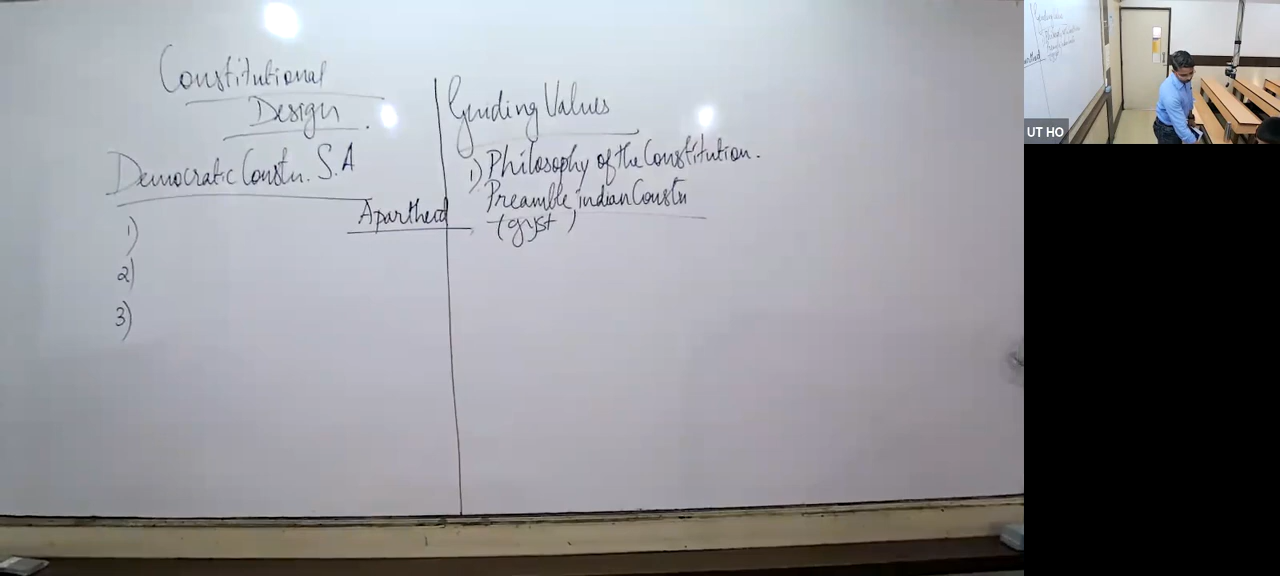 Constitutional
Design.
Democratic Constn. S.A
Apartheid
1)
2)
3)
Guiding Values
1) Philosophy of the Constitution.
Preamble indian Constn
(gyst)
UT HO